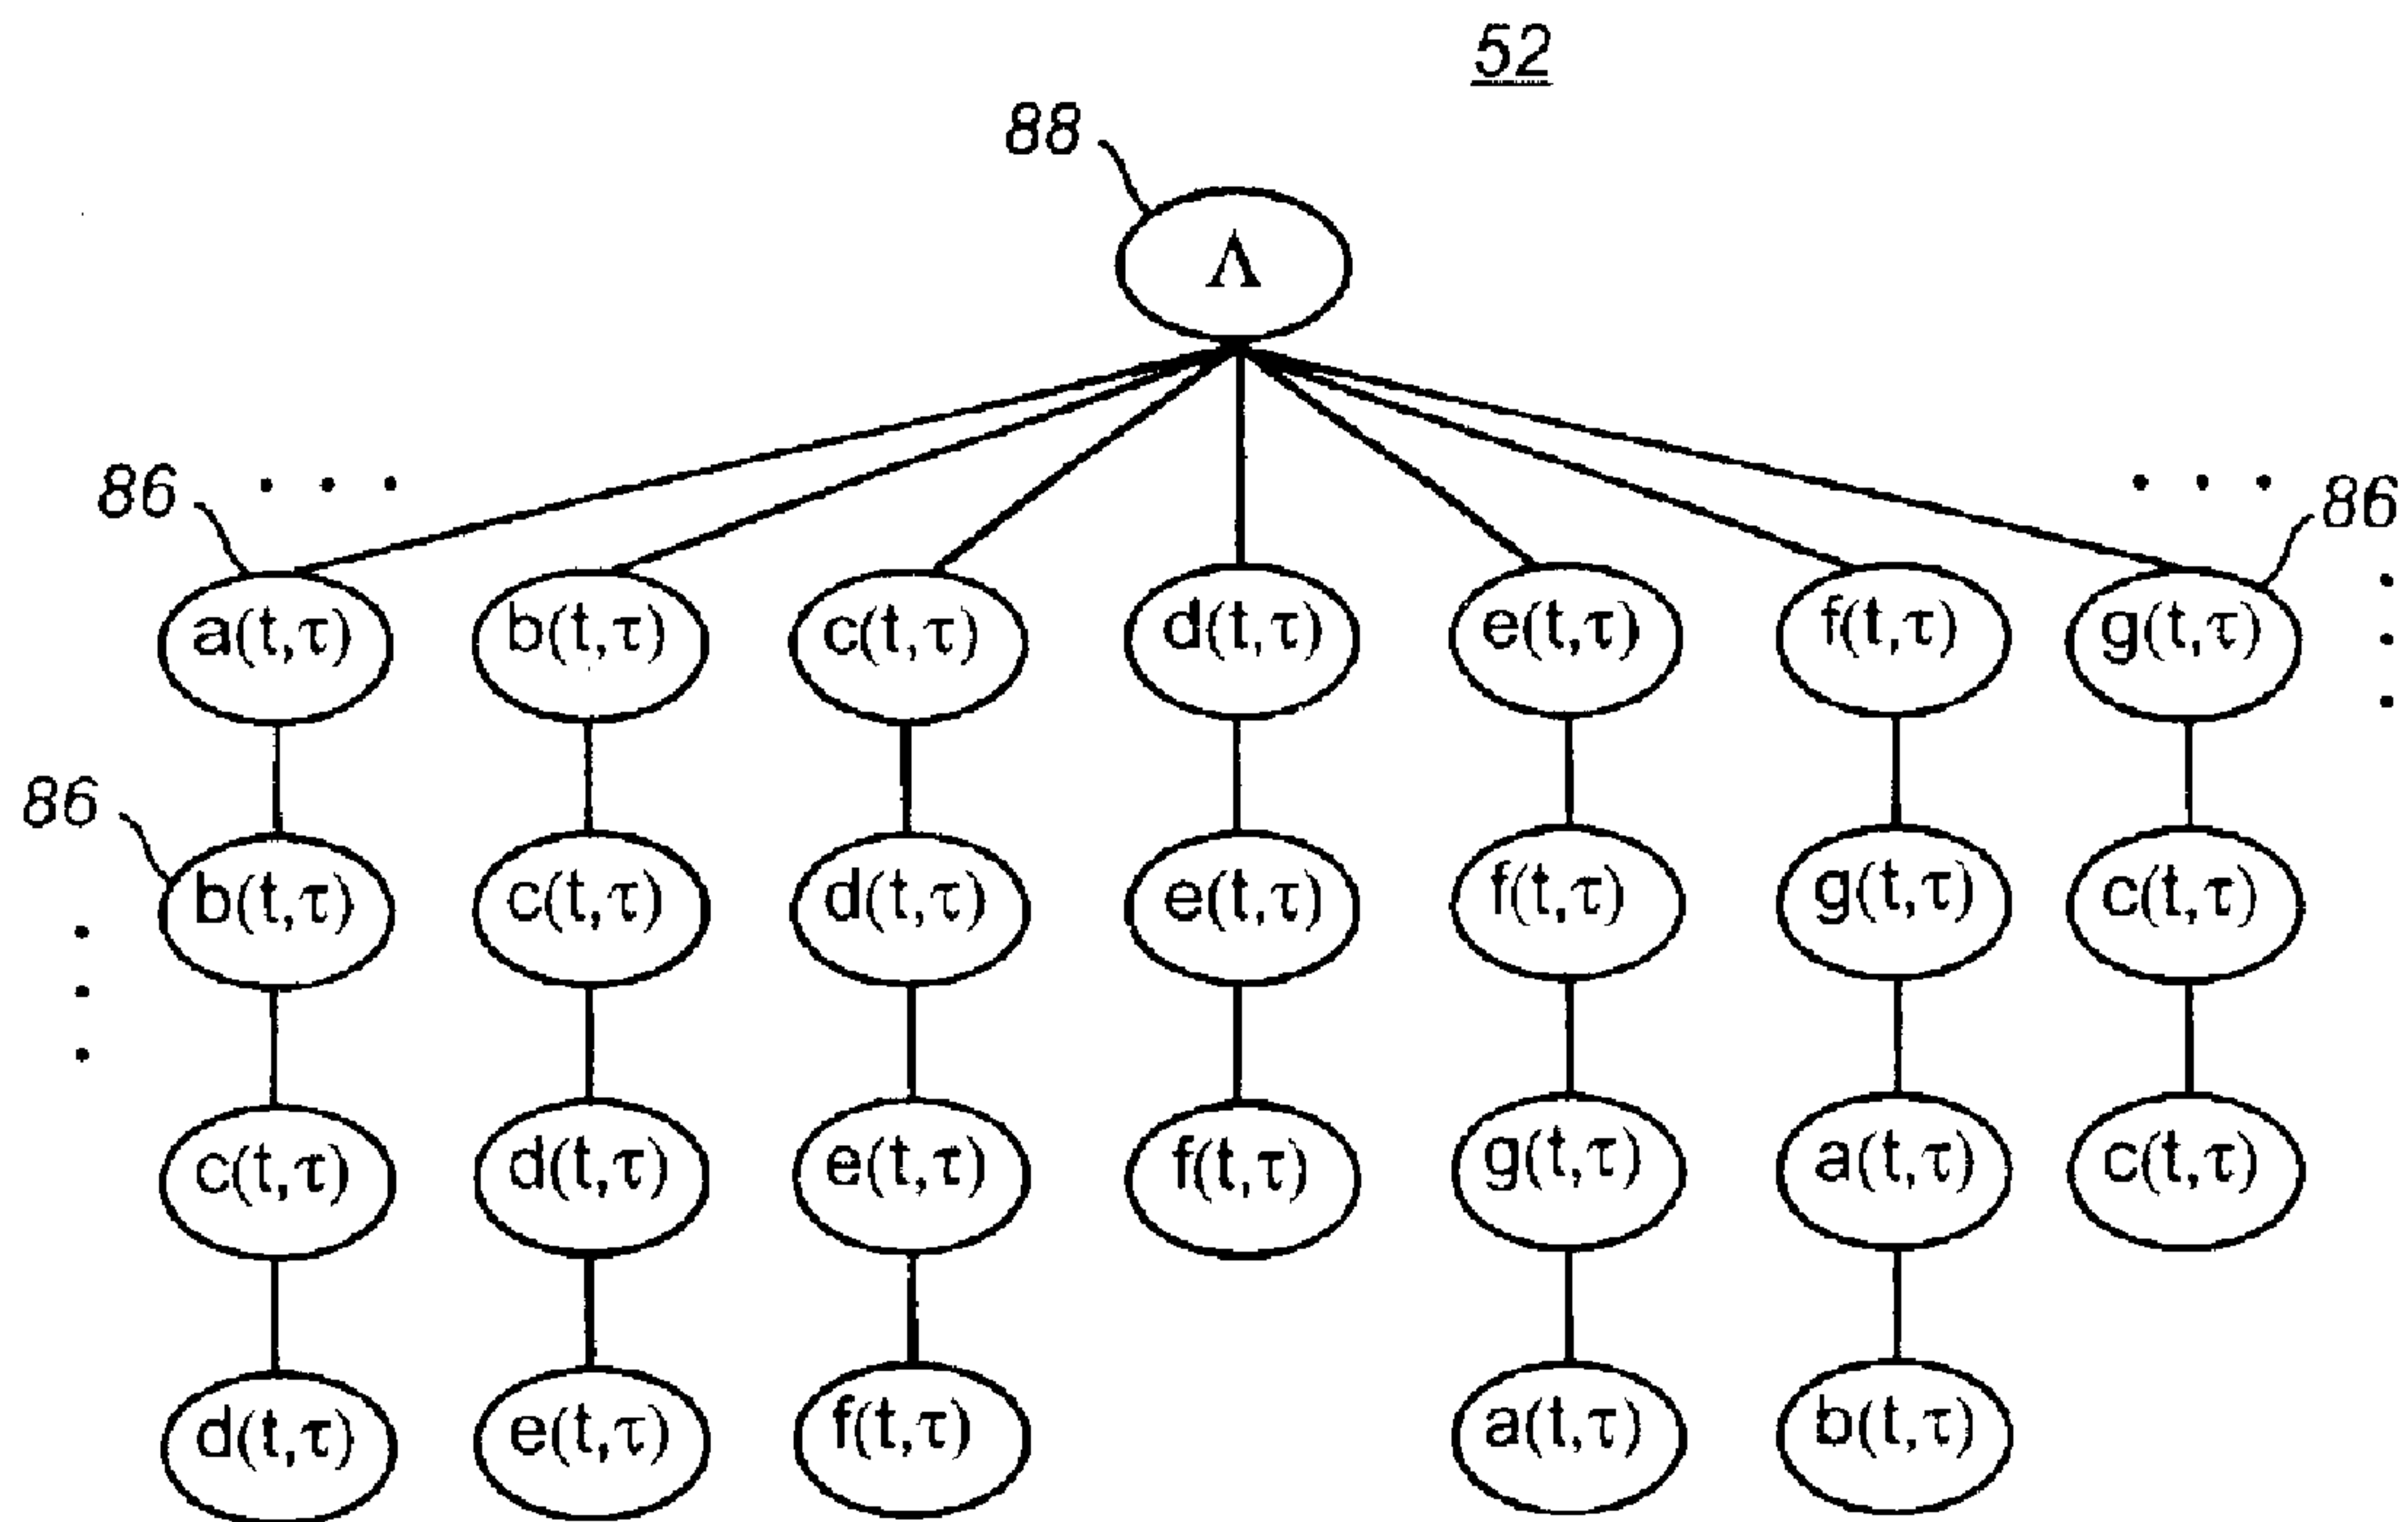 52
88
Λ
86 . . . . . . 86
a(t,τ) b(t,τ) c(t,τ) d(t,τ) e(t,τ) f(t,τ) g(t,τ)
86
b(t,τ) c(t,τ) d(t,τ) e(t,τ) f(t,τ) g(t,τ) c(t,τ)
c(t,τ) d(t,τ) e(t,τ) f(t,τ) g(t,τ) a(t,τ) c(t,τ)
d(t,τ) e(t,τ) f(t,τ) a(t,τ) b(t,τ)